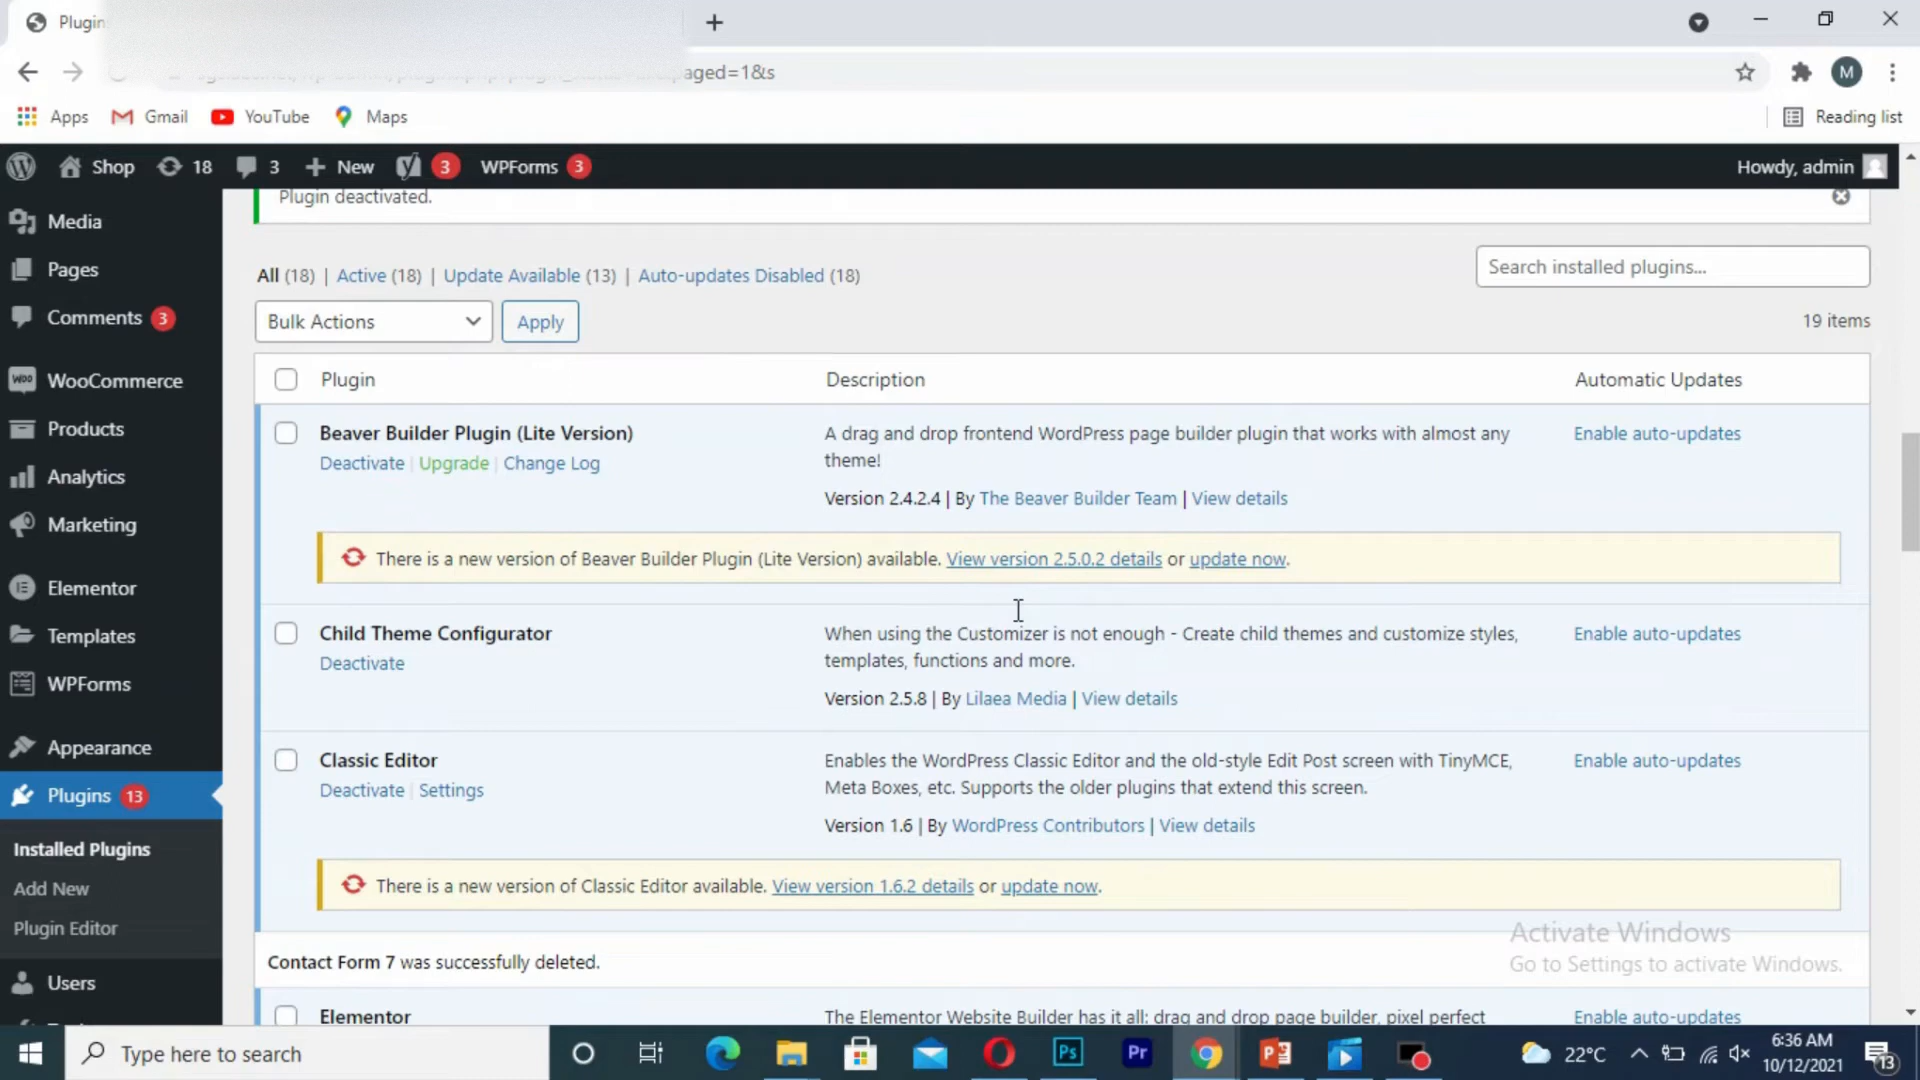 Plugin
paged=1&s
M
Apps
Gmail
YouTube
Maps
Reading list
Shop
18
3
New
3
WPForms 3
Howdy, admin
Plugin deactivated.
Media
Pages
Comments 3
WooCommerce
Products
Analytics
Marketing
Elementor
Templates
WPForms
Appearance
Plugins 13
Installed Plugins
Add New
Plugin Editor
Users
All (18) | Active (18) | Update Available (13) | Auto-updates Disabled (18)
Search installed plugins...
Bulk Actions
Apply
19 items
Plugin
Description
Automatic Updates
Beaver Builder Plugin (Lite Version)
Deactivate | Upgrade | Change Log
A drag and drop frontend WordPress page builder plugin that works with almost any
theme!
Version 2.4.2.4 | By The Beaver Builder Team | View details
Enable auto-updates
There is a new version of Beaver Builder Plugin (Lite Version) available. View version 2.5.0.2 details or update now.
Child Theme Configurator
Deactivate
When using the Customizer is not enough - Create child themes and customize styles,
templates, functions and more.
Version 2.5.8 | By Lilaea Media | View details
Enable auto-updates
Classic Editor
Deactivate | Settings
Enables the WordPress Classic Editor and the old-style Edit Post screen with TinyMCE,
Meta Boxes, etc. Supports the older plugins that extend this screen.
Version 1.6 | By WordPress Contributors | View details
Enable auto-updates
There is a new version of Classic Editor available. View version 1.6.2 details or update now.
Contact Form 7 was successfully deleted.
Elementor
The Elementor Website Builder has it all: drag and drop page builder, pixel perfect
Enable auto-updates
Activate Windows
Go to Settings to activate Windows.
Type here to search
Ps
Pr
22°C
6:36 AM
10/12/2021
13